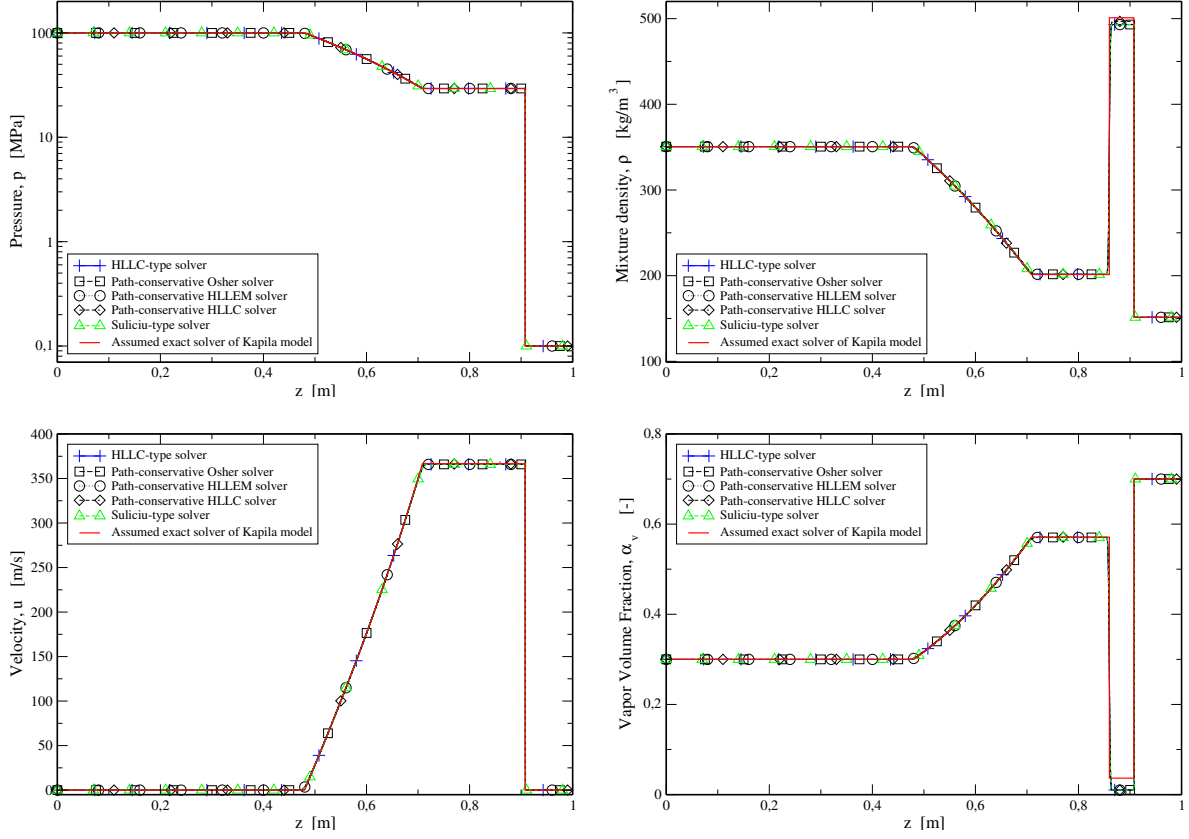 100
10
1
0,1
Pressure, p [MPa]
HLLC-type solver
Path-conservative Osher solver
Path-conservative HLLEM solver
Path-conservative HLLC solver
Suliciu-type solver
Assumed exact solver of Kapila model
0 0,2 0,4 0,6 0,8 1
z [m]
500
400
300
200
100
Mixture density, ρ [kg/m³]
HLLC-type solver
Path-conservative Osher solver
Path-conservative HLLEM solver
Path-conservative HLLC solver
Suliciu-type solver
Assumed exact solver of Kapila model
0 0,2 0,4 0,6 0,8 1
z [m]
400
350
300
250
200
150
100
50
0
Velocity, u [m/s]
HLLC-type solver
Path-conservative Osher solver
Path-conservative HLLEM solver
Path-conservative HLLC solver
Suliciu-type solver
Assumed exact solver of Kapila model
0 0,2 0,4 0,6 0,8 1
z [m]
0,8
0,6
0,4
0,2
0
Vapor Volume Fraction, α_v [-]
HLLC-type solver
Path-conservative Osher solver
Path-conservative HLLEM solver
Path-conservative HLLC solver
Suliciu-type solver
Assumed exact solver of Kapila model
0 0,2 0,4 0,6 0,8 1
z [m]